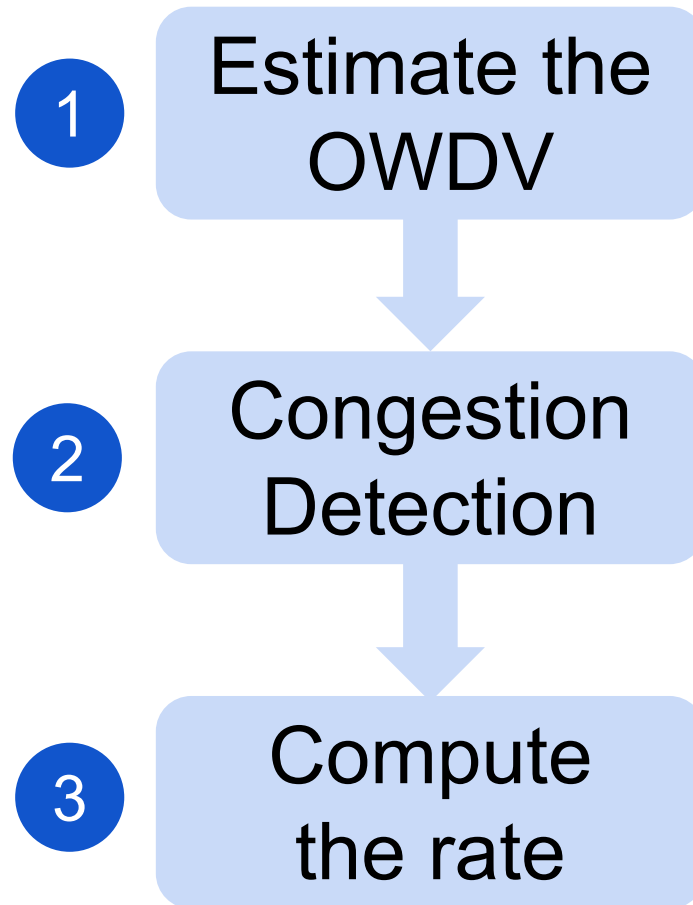 1
Estimate the
OWDV
2
Congestion
Detection
3
Compute
the rate